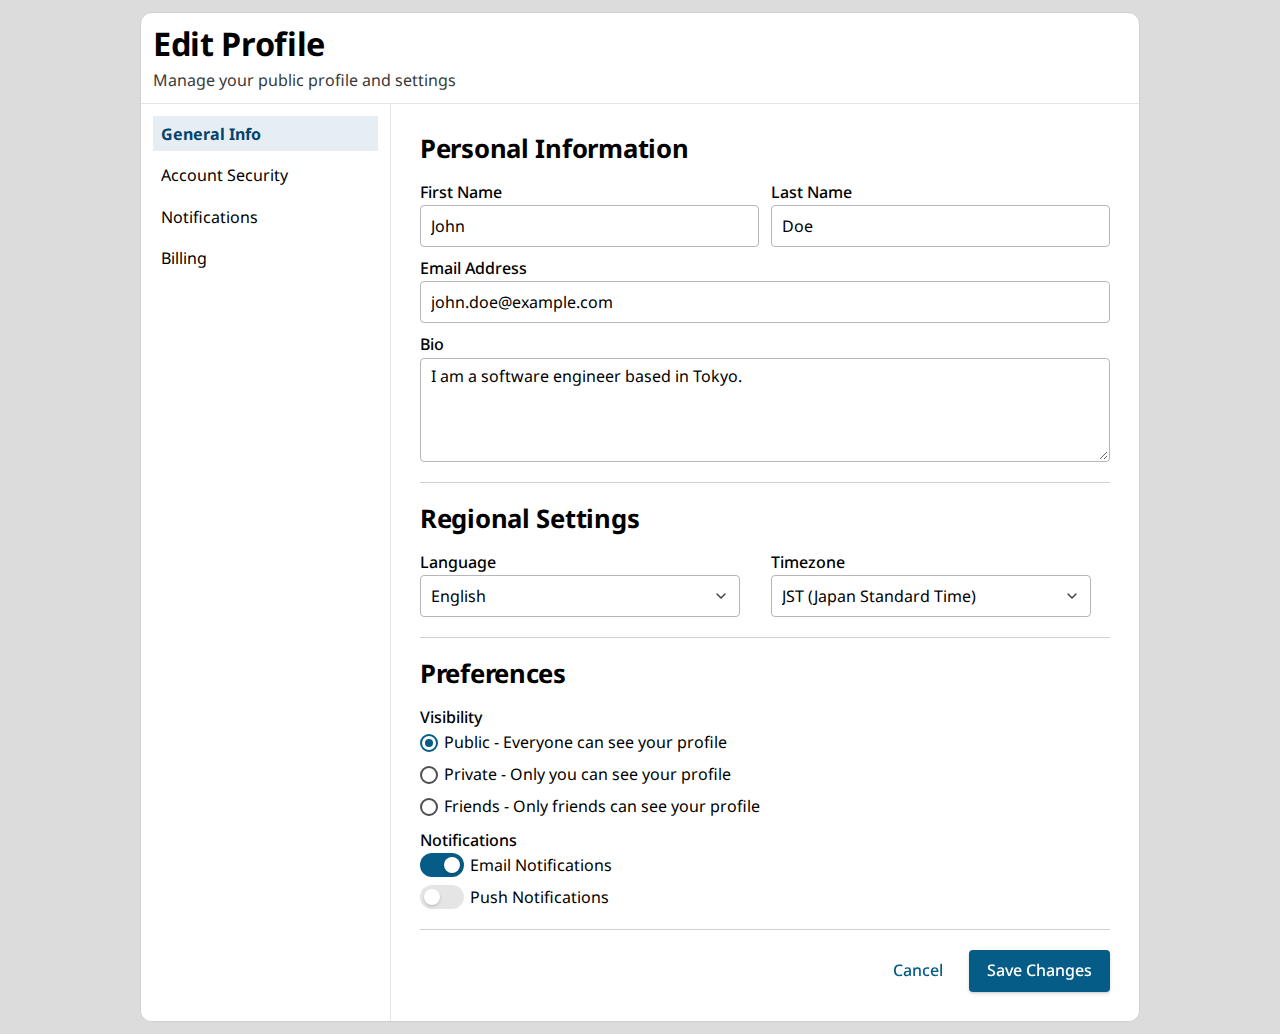 Edit Profile
Manage your public profile and settings
General Info
Account Security
Notifications
Billing
Personal Information
First Name
Last Name
John
Doe
Email Address
john.doe@example.com
Bio
I am a software engineer based in Tokyo.
Regional Settings
Language
Timezone
English
JST (Japan Standard Time)
Preferences
Visibility
Public - Everyone can see your profile
Private - Only you can see your profile
Friends - Only friends can see your profile
Notifications
Email Notifications
Push Notifications
Cancel
Save Changes